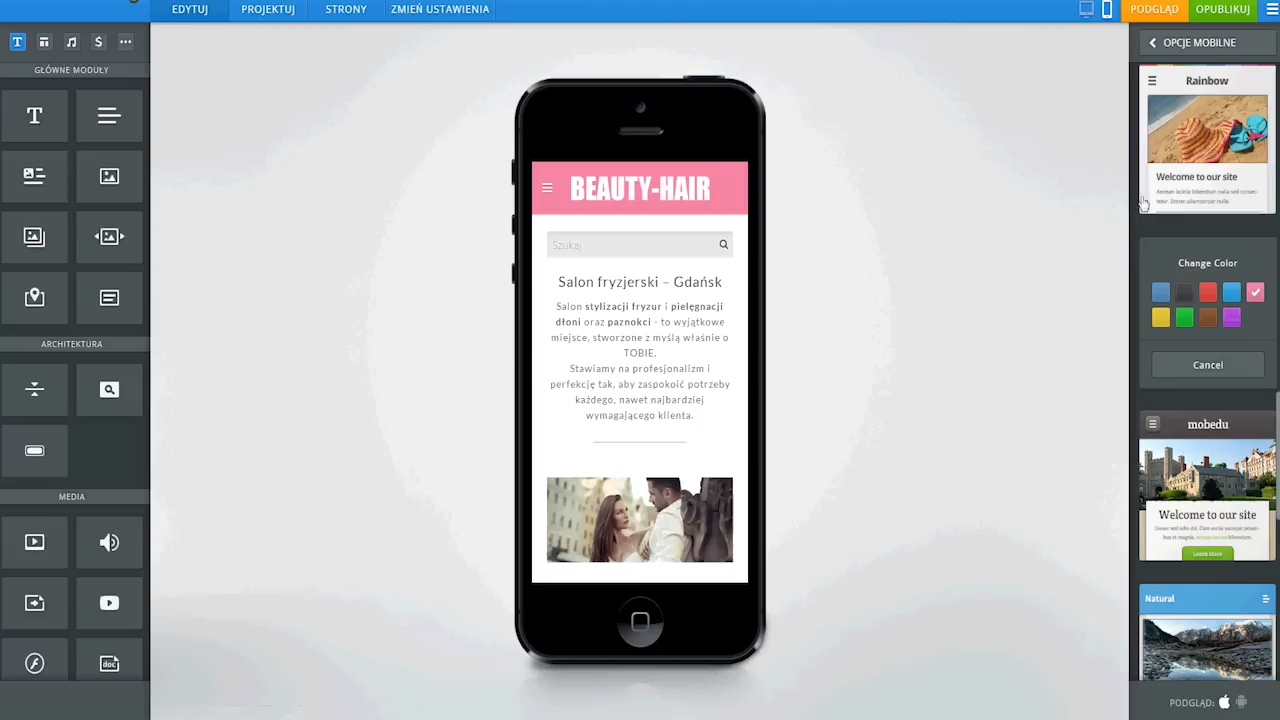 EDYTUJ
PROJEKTUJ
STRONY
ZMIEŃ USTAWIENIA
PODGLĄD
OPUBLIKUJ
T
$
GŁÓWNE MODUŁY
T
ARCHITEKTURA
MEDIA
doc
BEAUTY-HAIR
Szukaj
Salon fryzjerski – Gdańsk
Salon stylizacji fryzur i pielęgnacji
dłoni oraz paznokci - to wyjątkowe
miejsce, stworzone z myślą właśnie o
TOBIE.
Stawiamy na profesjonalizm i
perfekcję tak, aby zaspokoić potrzeby
każdego, nawet najbardziej
wymagającego klienta.
OPCJE MOBILNE
Rainbow
Welcome to our site
Change Color
Cancel
mobedu
Welcome to our site
Learn More
Natural
PODGLĄD: